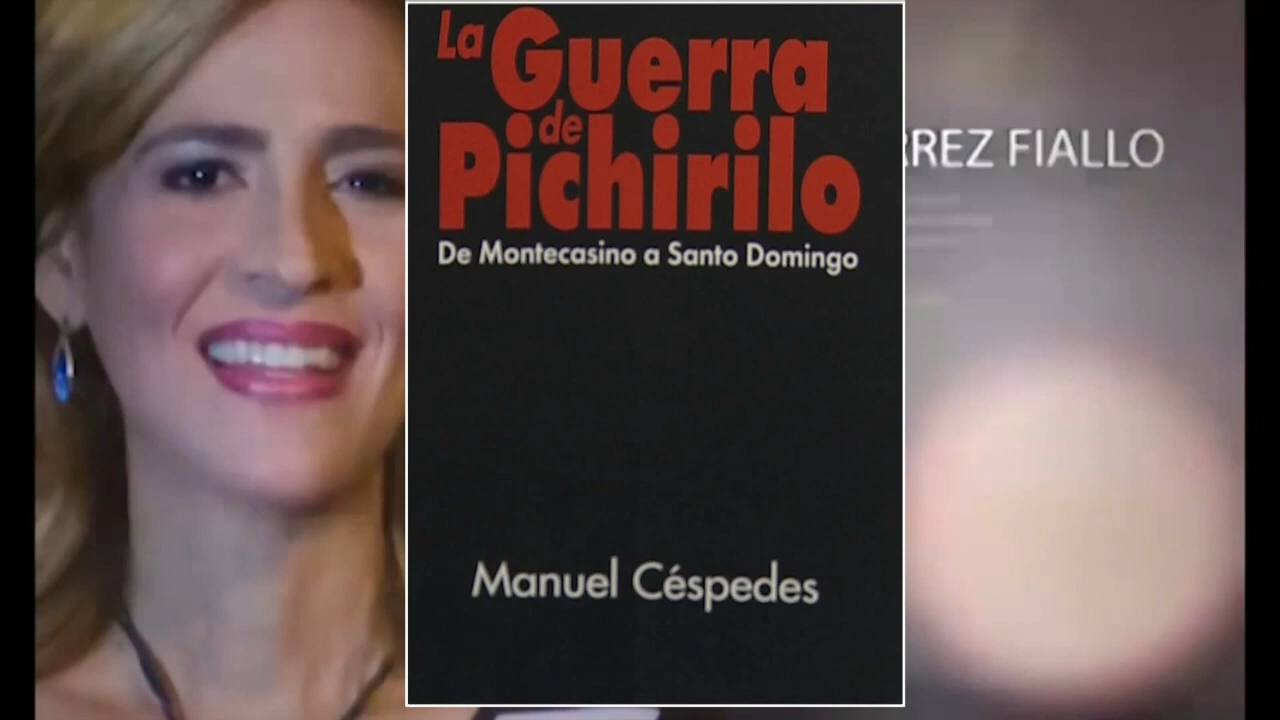 La
Guerra
de
Pichirilo
De Montecasino a Santo Domingo
Manuel Céspedes
RREZ FIALLO